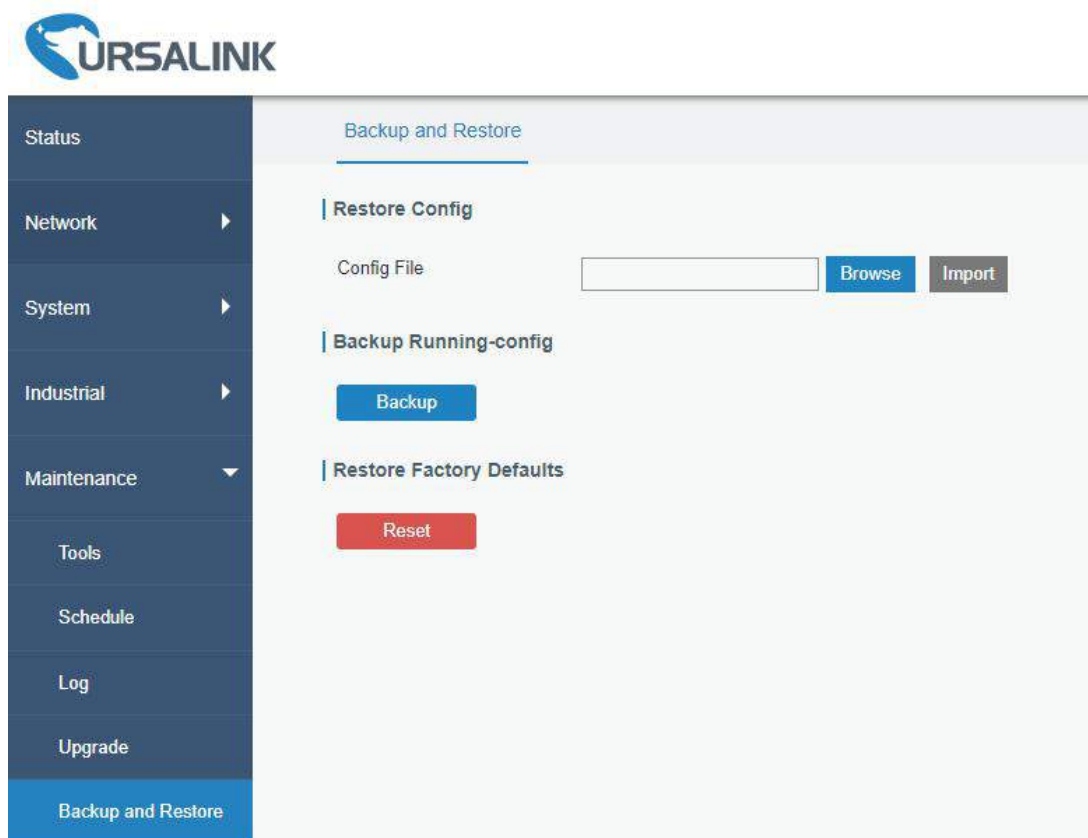 URSALINK
Status
Network
System
Industrial
Maintenance
Tools
Schedule
Log
Upgrade
Backup and Restore
Backup and Restore
Restore Config
Config File
Browse
Import
Backup Running-config
Backup
Restore Factory Defaults
Reset